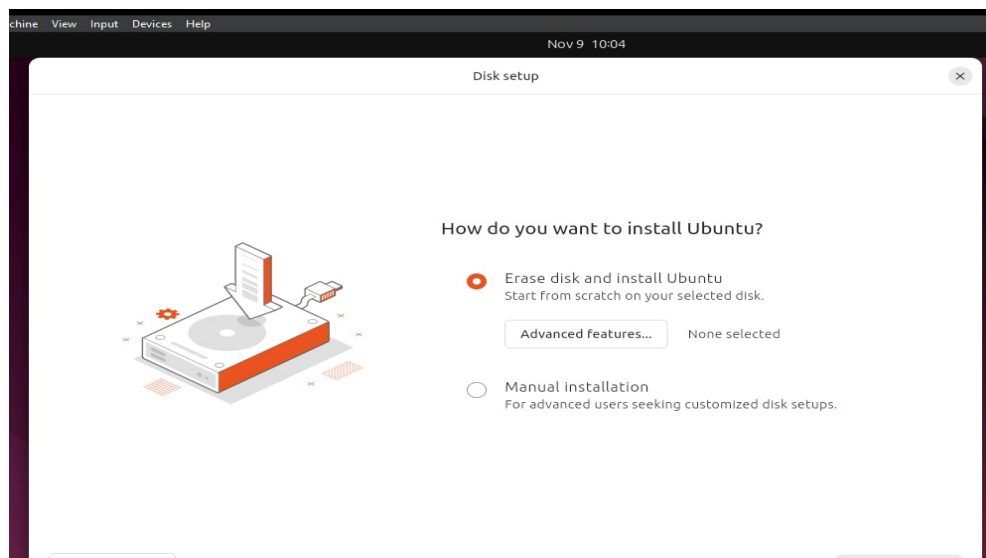 chine View Input Devices Help
Nov 9 10:04
Disk setup
How do you want to install Ubuntu?
Erase disk and install Ubuntu
Start from scratch on your selected disk.
Advanced features... None selected
Manual installation
For advanced users seeking customized disk setups.